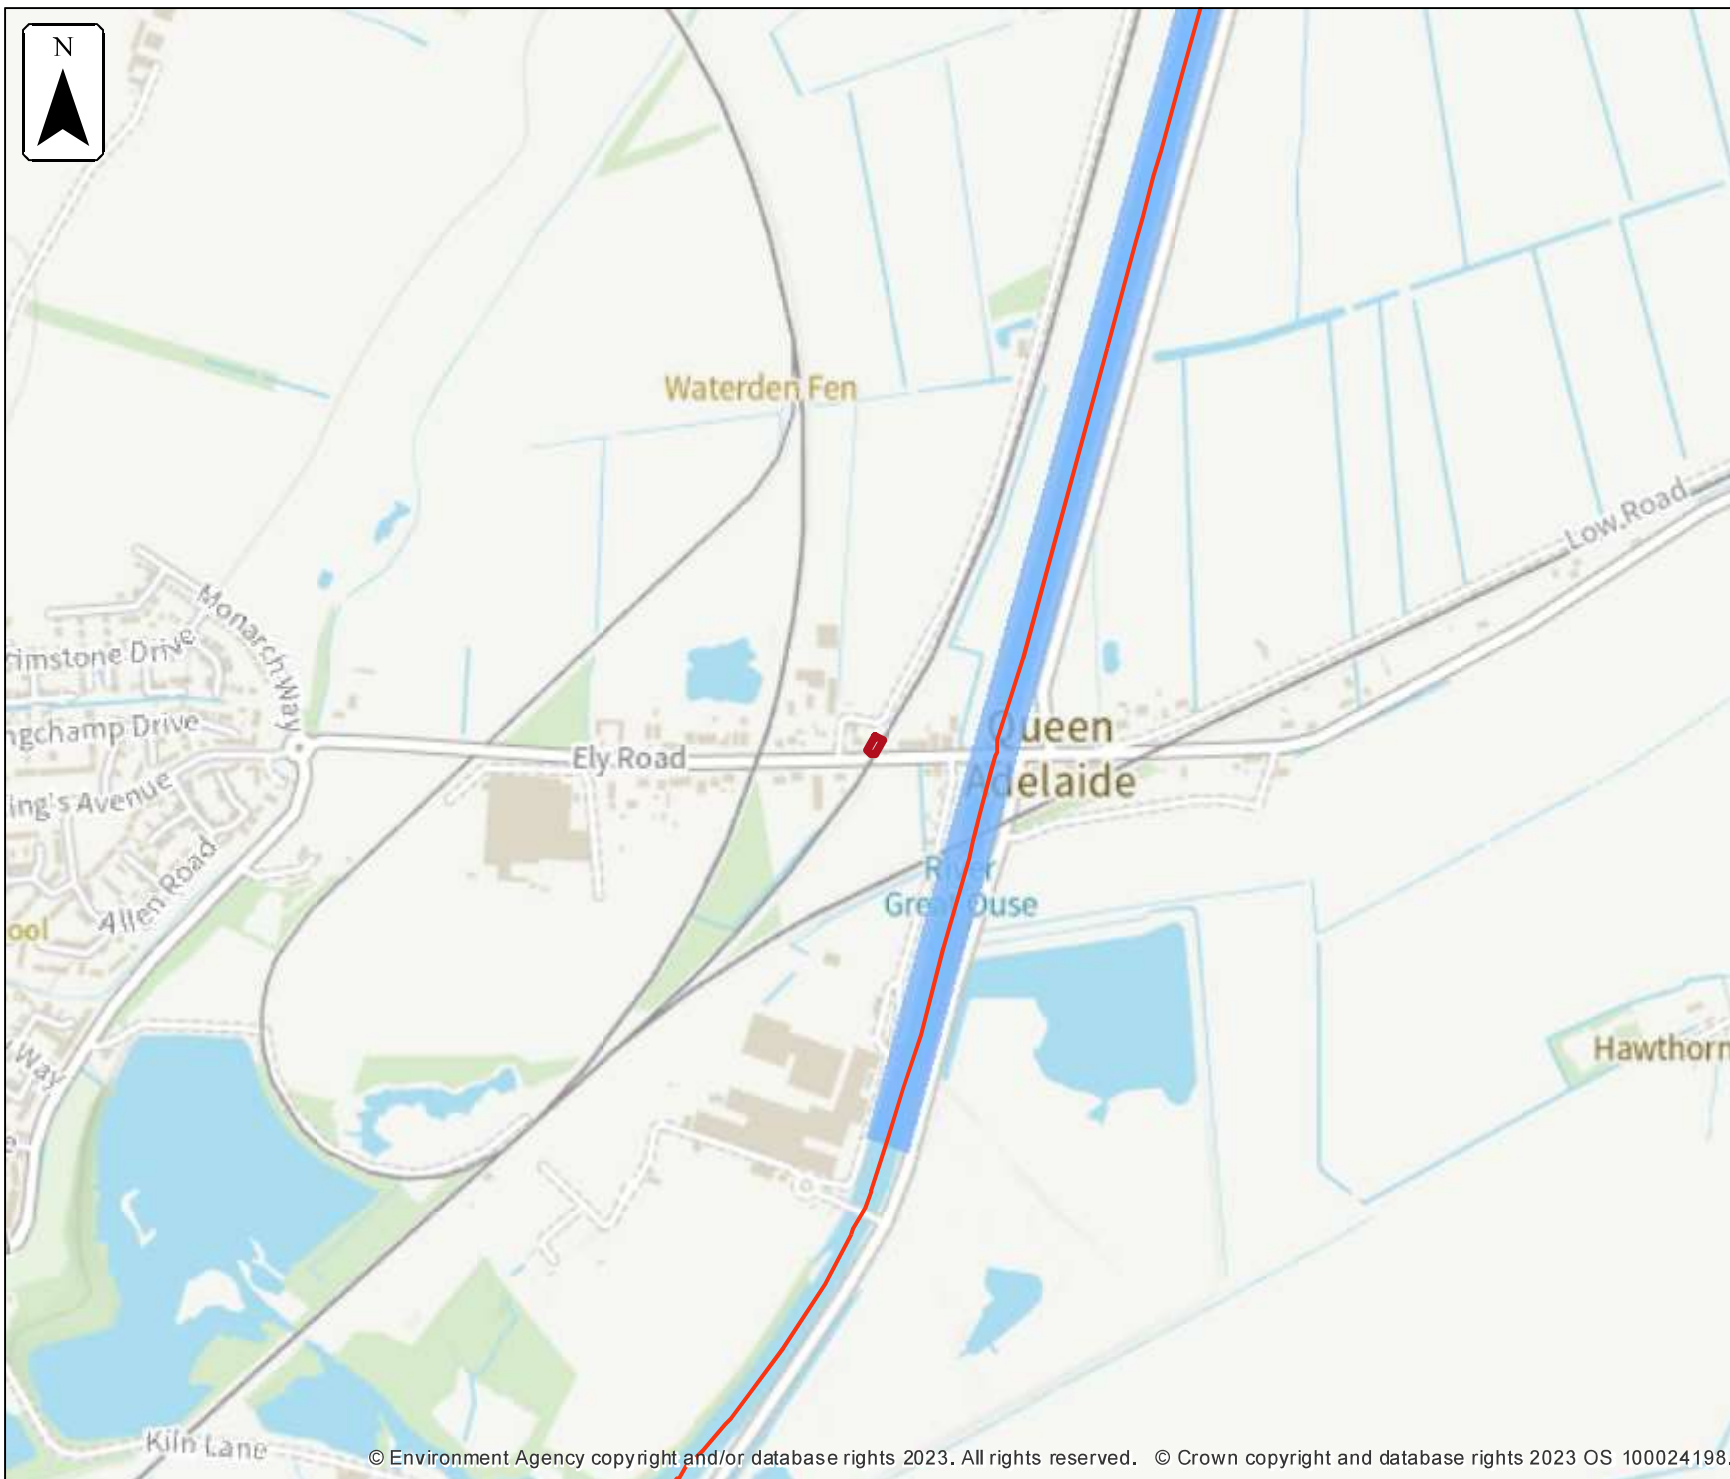 N
Waterden Fen
Low Road
Monarch Way
rimstone Drive
ngchamp Drive
Ely Road
Queen
Adelaide
ing's Avenue
Allen Road
River
Great Ouse
ool
Way
Hawthorn
Kiln Lane
© Environment Agency copyright and/or database rights 2023. All rights reserved. © Crown copyright and database rights 2023 OS 100024198.